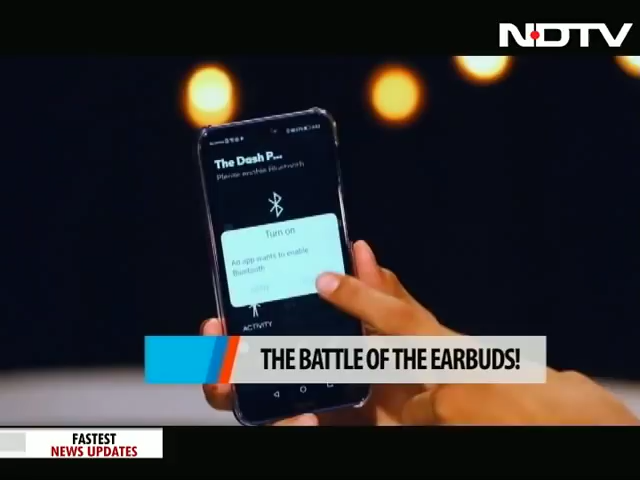 NDTV
The Dash P...
Please enable Bluetooth
Turn on
An app wants to enable
Bluetooth
ACTIVITY
THE BATTLE OF THE EARBUDS!
FASTEST
NEWS UPDATES